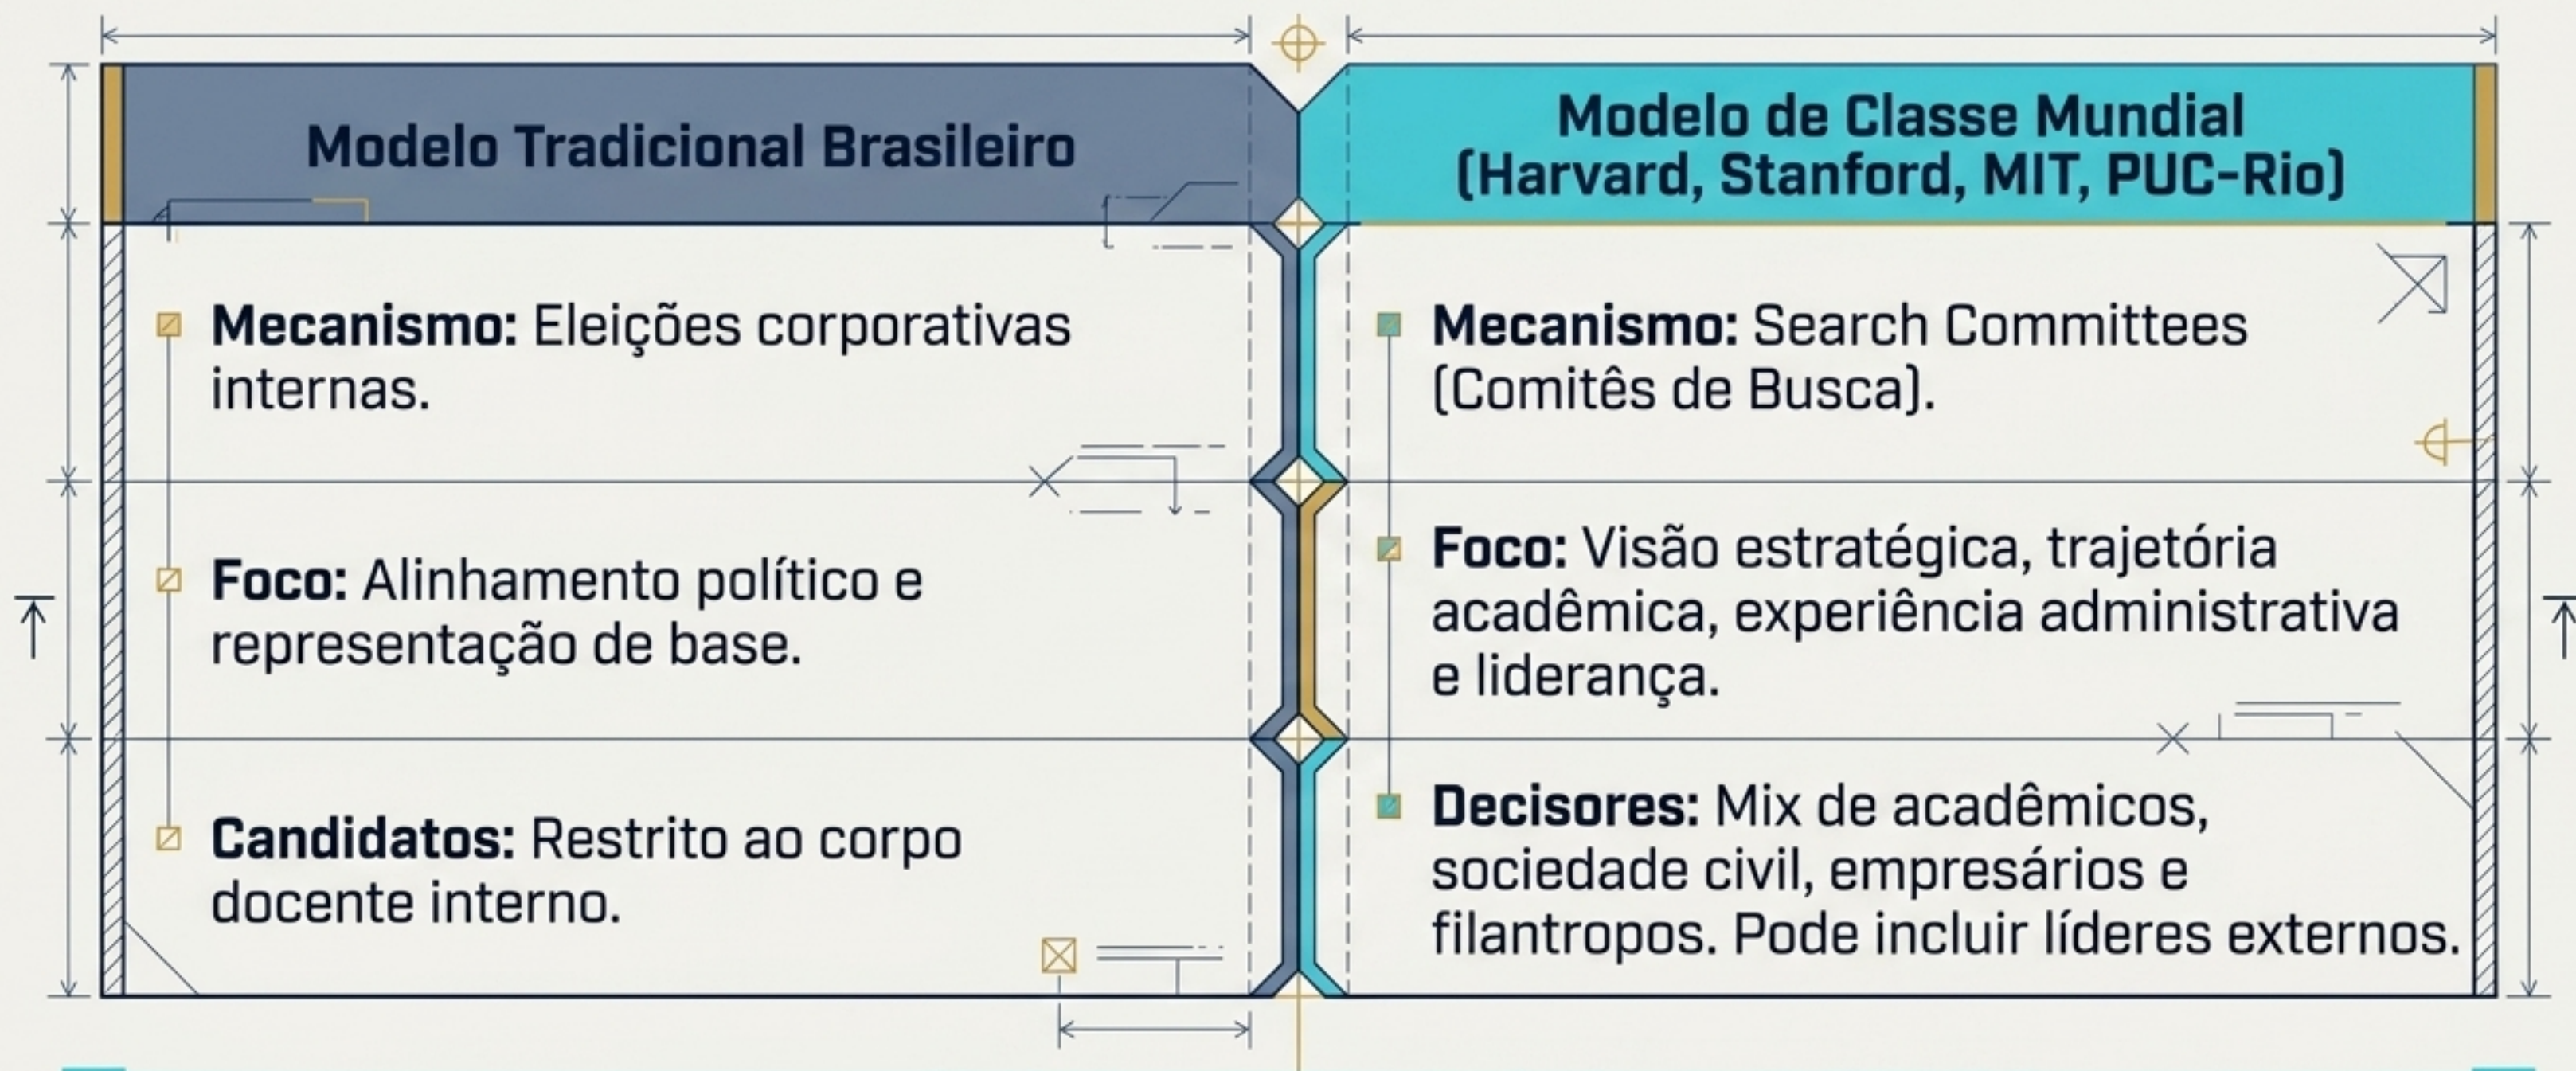 Modelo Tradicional Brasileiro
Modelo de Classe Mundial
(Harvard, Stanford, MIT, PUC-Rio)
Mecanismo: Eleições corporativas
internas.
Mecanismo: Search Committees
(Comitês de Busca).
Foco: Alinhamento político e
representação de base.
Foco: Visão estratégica, trajetória
acadêmica, experiência administrativa
e liderança.
Candidatos: Restrito ao corpo
docente interno.
Decisores: Mix de acadêmicos,
sociedade civil, empresários e
filantropos. Pode incluir líderes externos.